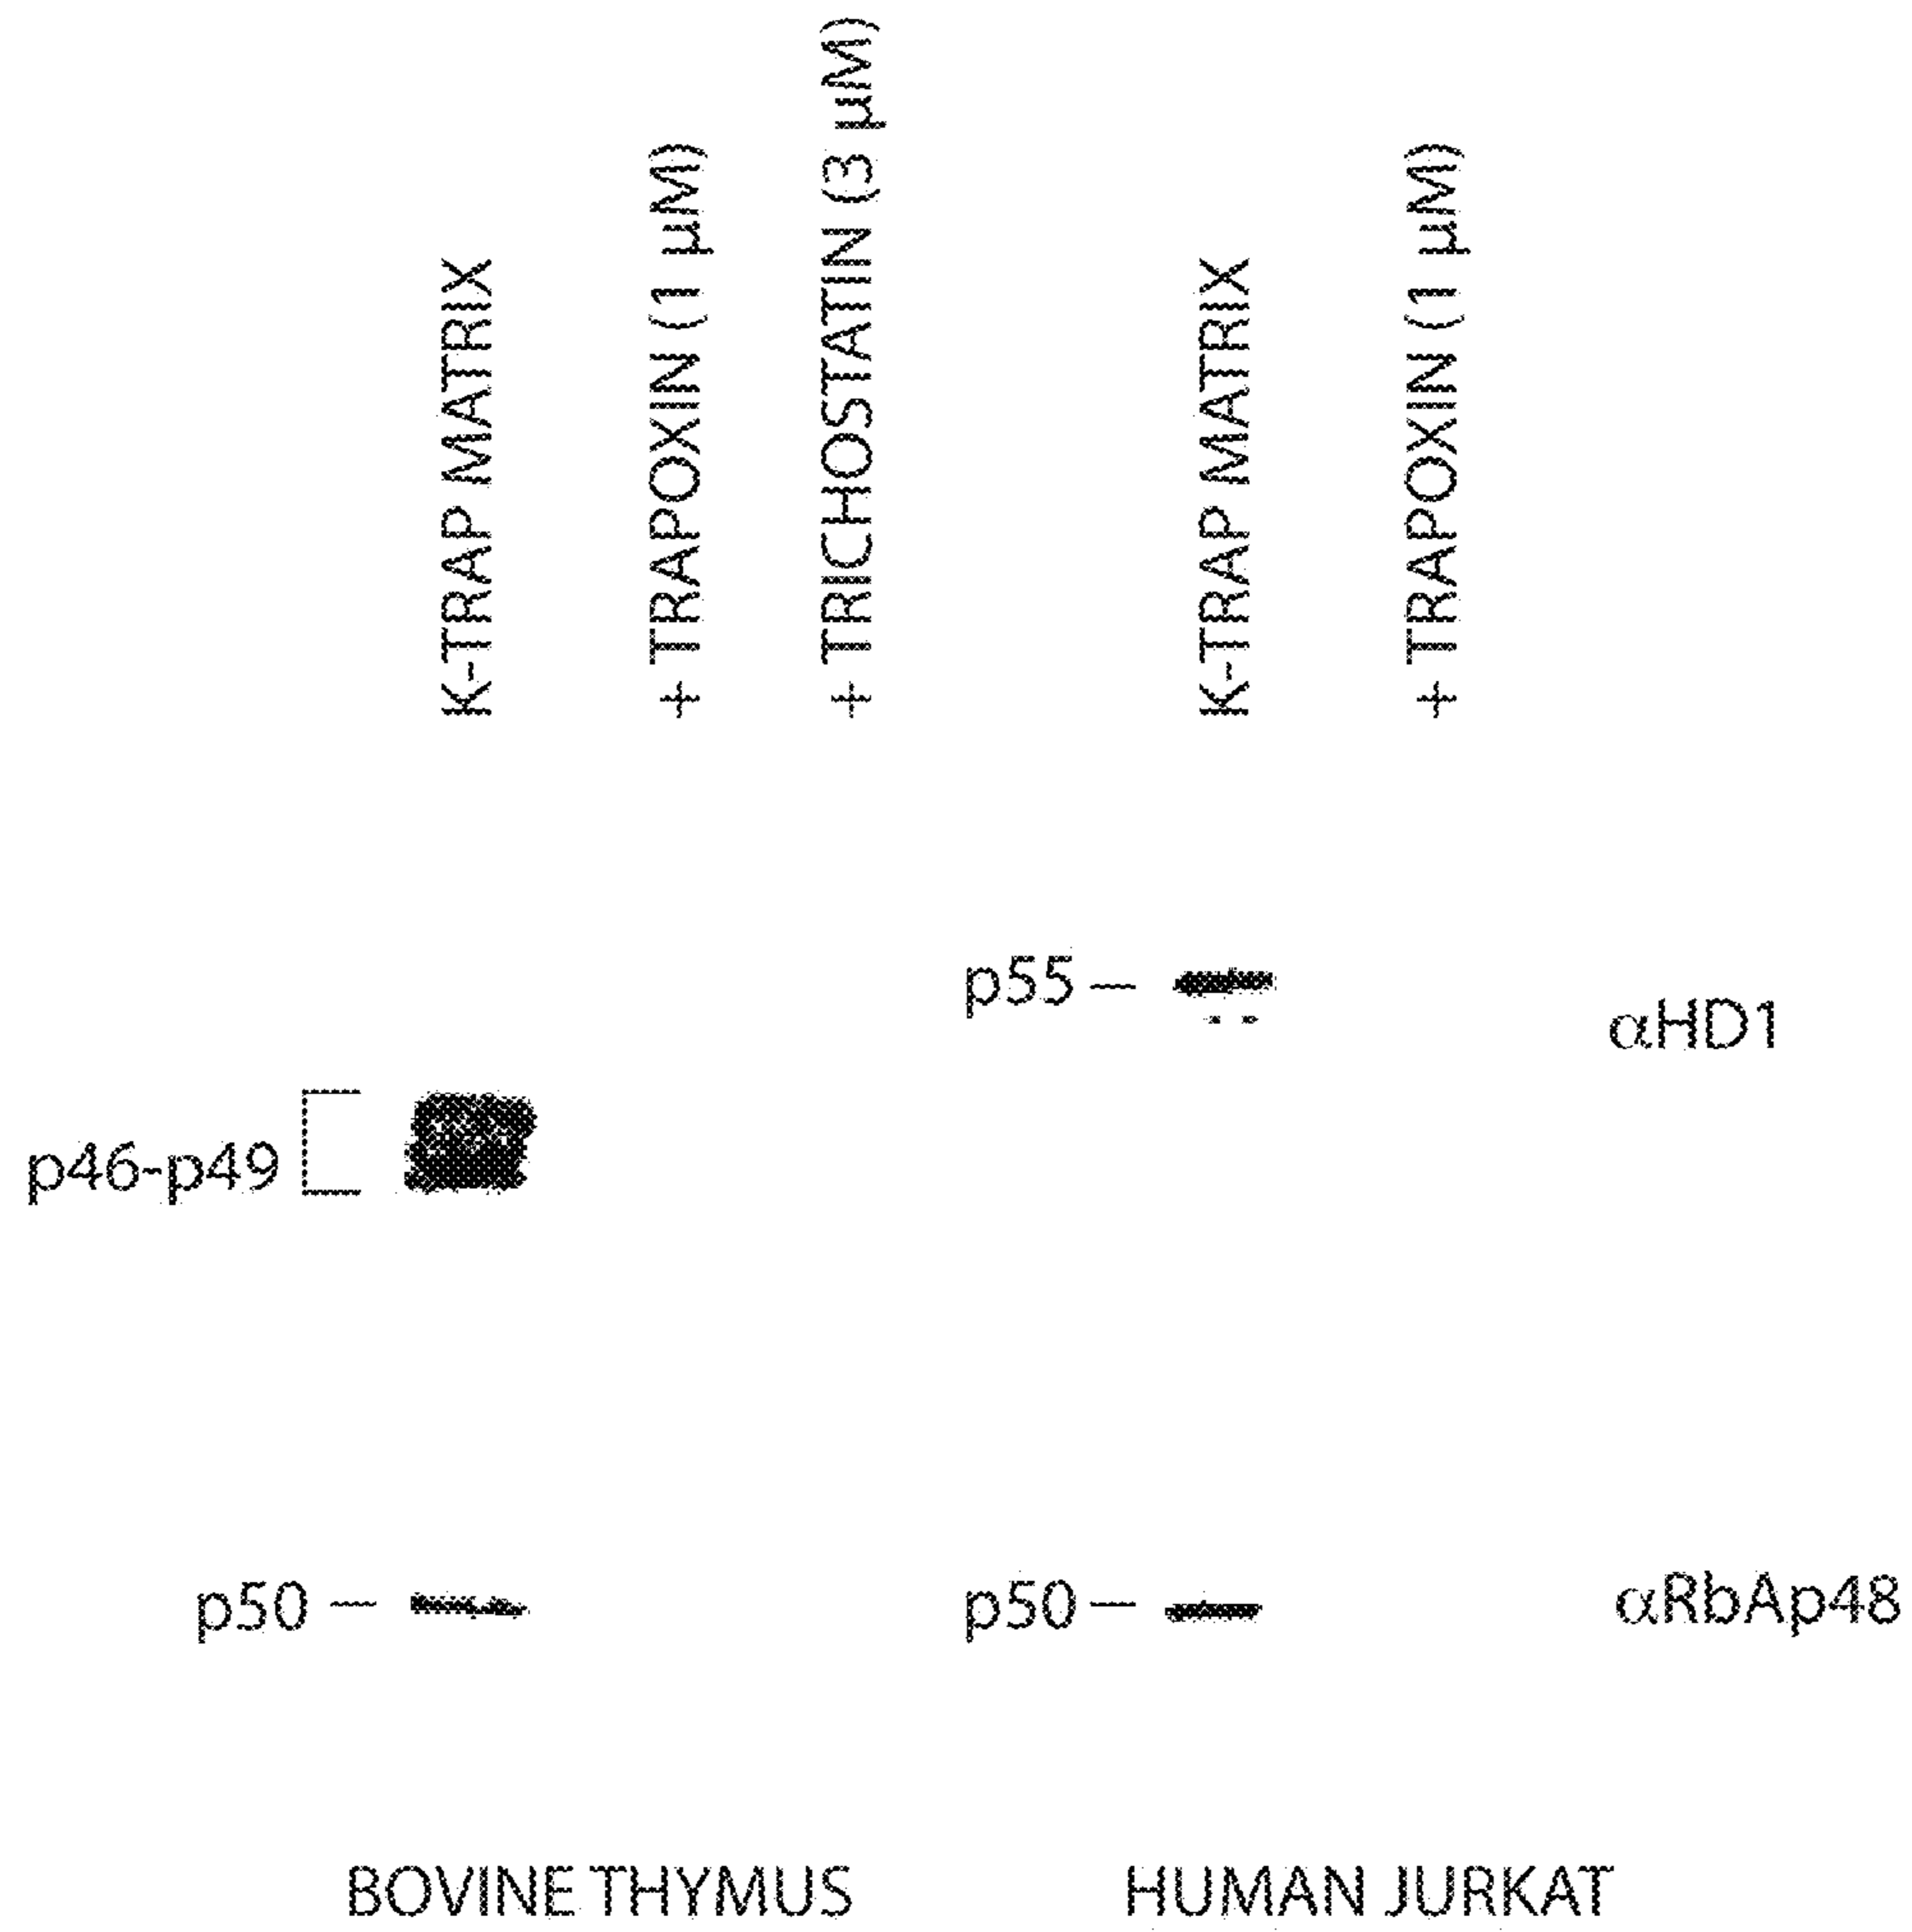 K-TRAP MATRIX
+ TRAPOXIN (1 µM)
+ TRICHOSTATIN (3 µM)
K-TRAP MATRIX
+ TRAPOXIN (1 µM)
p55
αHD1
p46-p49
p50
p50
αRbAp48
BOVINE THYMUS
HUMAN JURKAT